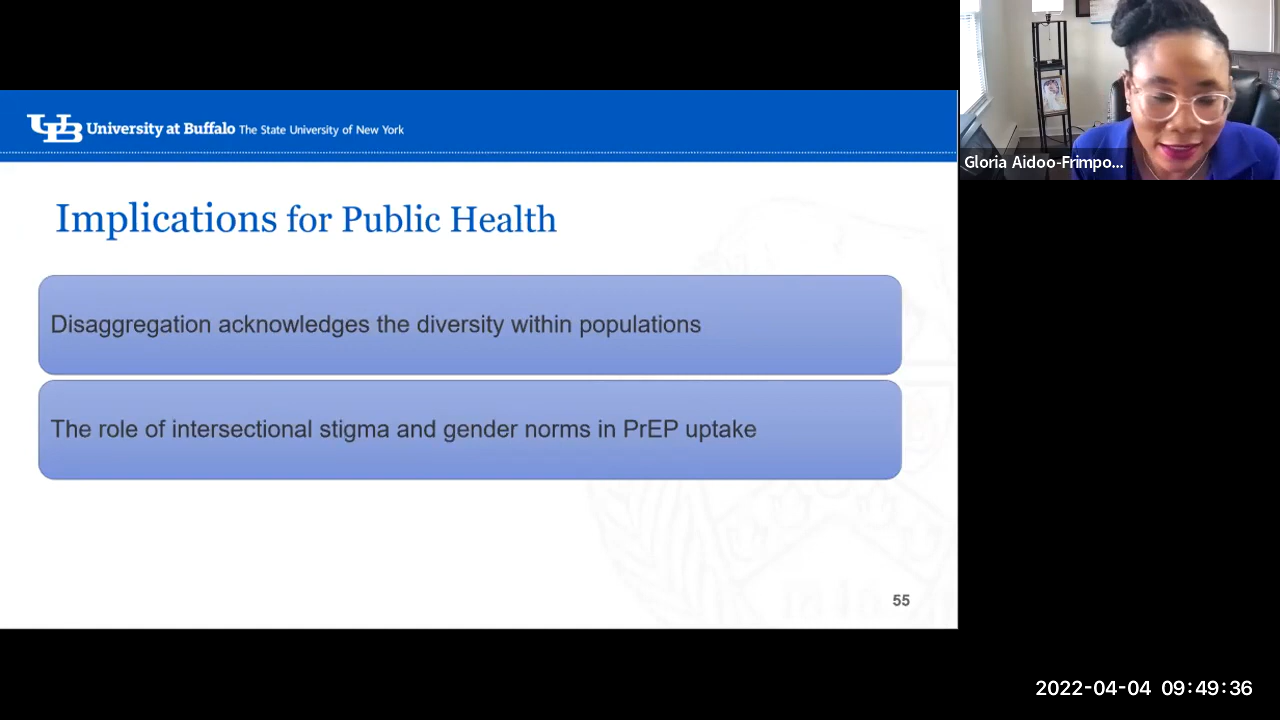 University at Buffalo The State University of New York
Gloria Aidoo-Frimpo...
Implications for Public Health
Disaggregation acknowledges the diversity within populations
The role of intersectional stigma and gender norms in PrEP uptake
55
2022-04-04 09:49:36